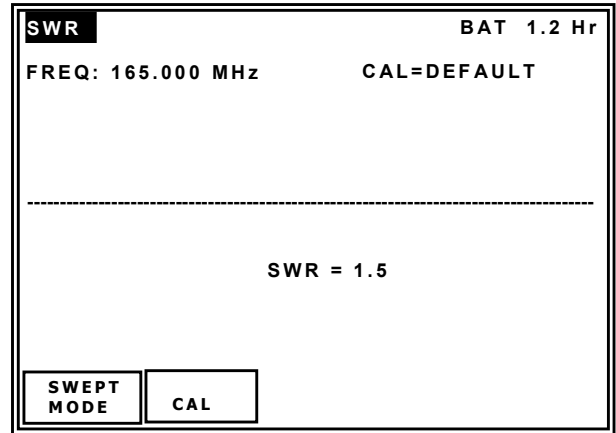 SWR BAT 1.2 Hr
FREQ: 165.000 MHz CAL=DEFAULT
SWR = 1.5
SWEPT
MODE
CAL